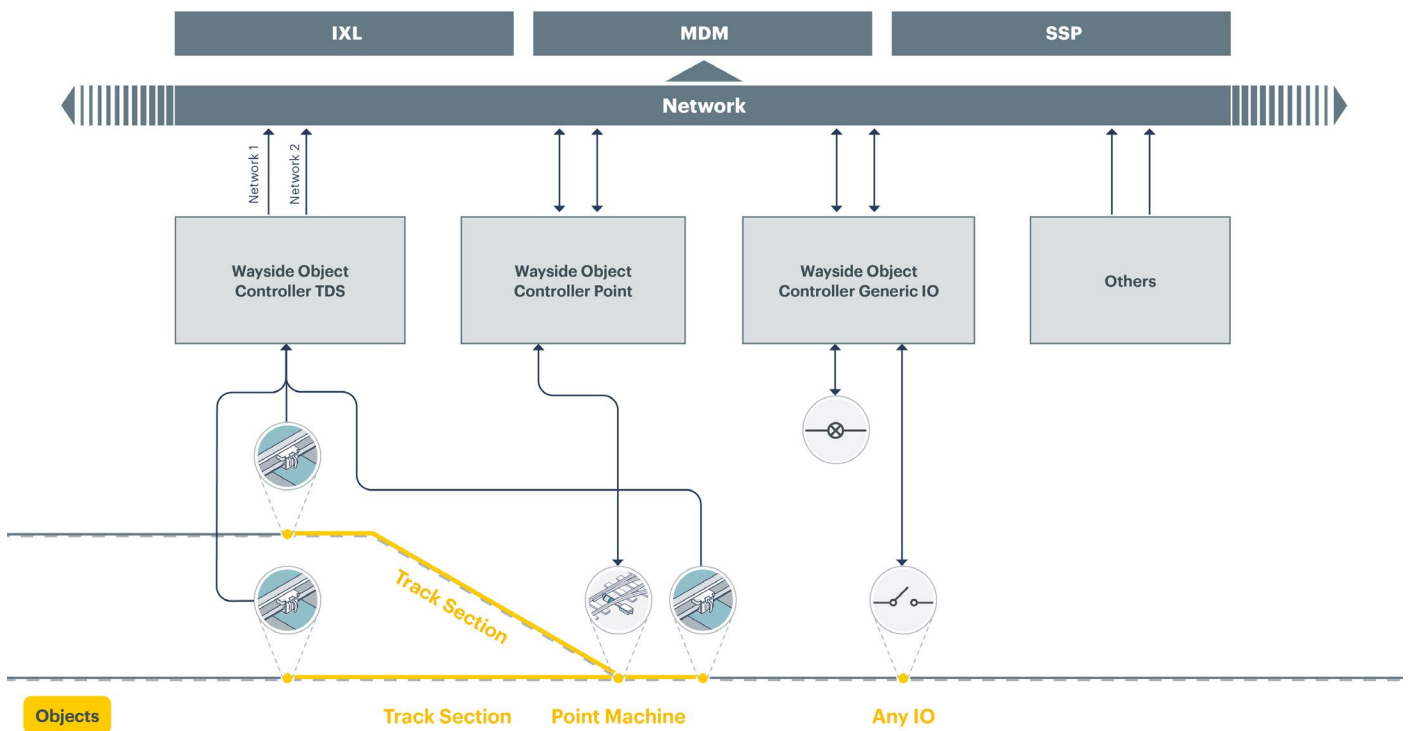 IXL
MDM
SSP
Network
Network 1
Network 2
Wayside Object
Controller TDS
Wayside Object
Controller Point
Wayside Object
Controller Generic IO
Others
Track Section
Objects
Track Section
Point Machine
Any IO